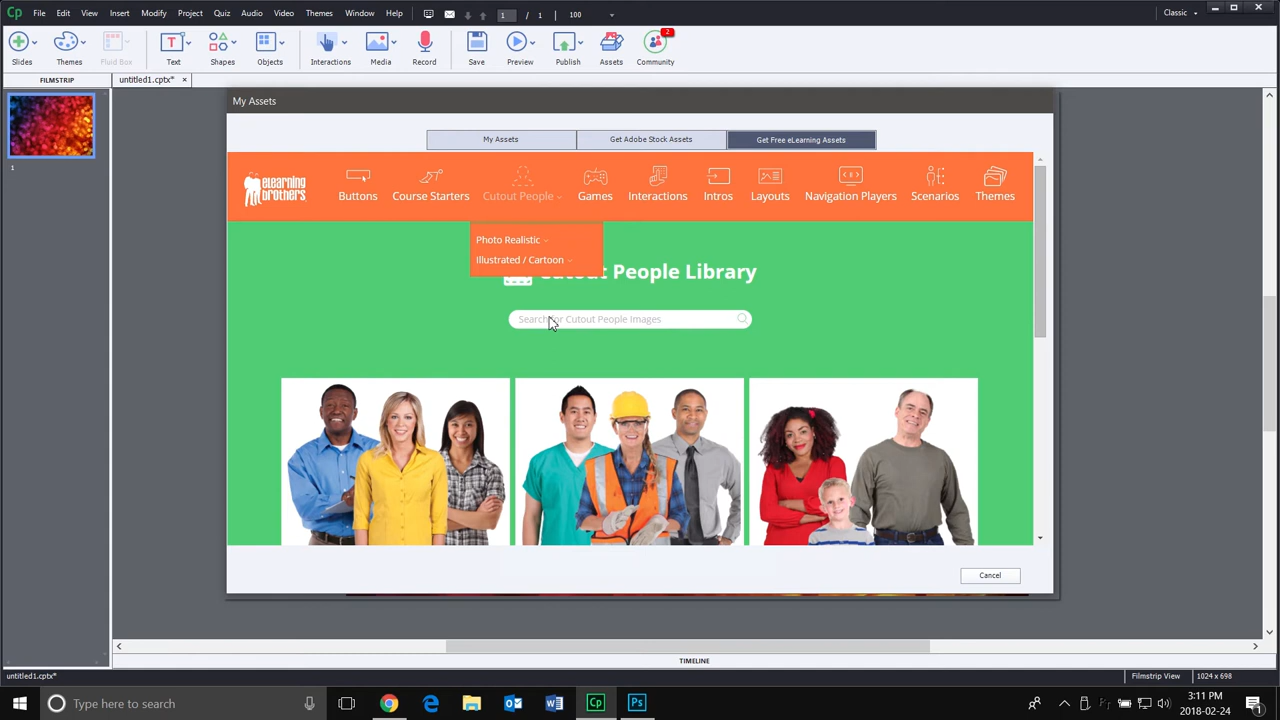 Cp File Edit View Insert Modify Project Quiz Audio Video Themes Window Help 1 / 1 100 Classic
Slides Themes Fluid Box Text Shapes Objects Interactions Media Record Save Preview Publish Assets Community 2
FILMSTRIP untitled1.cptx* ×
1
My Assets
My Assets Get Adobe Stock Assets Get Free eLearning Assets
eLearning brothers
Buttons Course Starters Cutout People Games Interactions Intros Layouts Navigation Players Scenarios Themes
Photo Realistic
Illustrated / Cartoon
People Library
Search for Cutout People Images
Cancel
TIMELINE
untitled1.cptx* Filmstrip View 1024 x 698
Type here to search Cp Ps 3:11 PM
2018-02-24 1